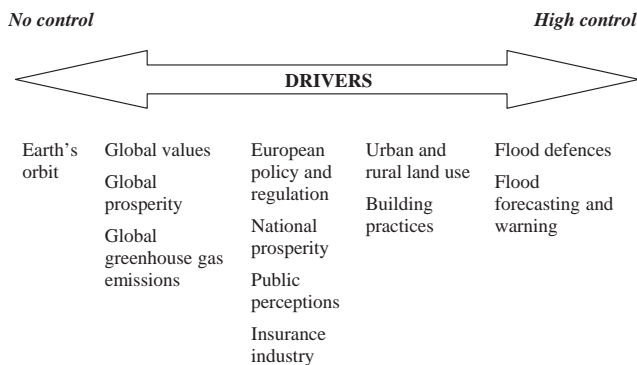 No control
High control
DRIVERS
Earth's
orbit
Global values
Global
prosperity
Global
greenhouse gas
emissions
European
policy and
regulation
National
prosperity
Public
perceptions
Insurance
industry
Urban and
rural land use
Building
practices
Flood defences
Flood
forecasting and
warning